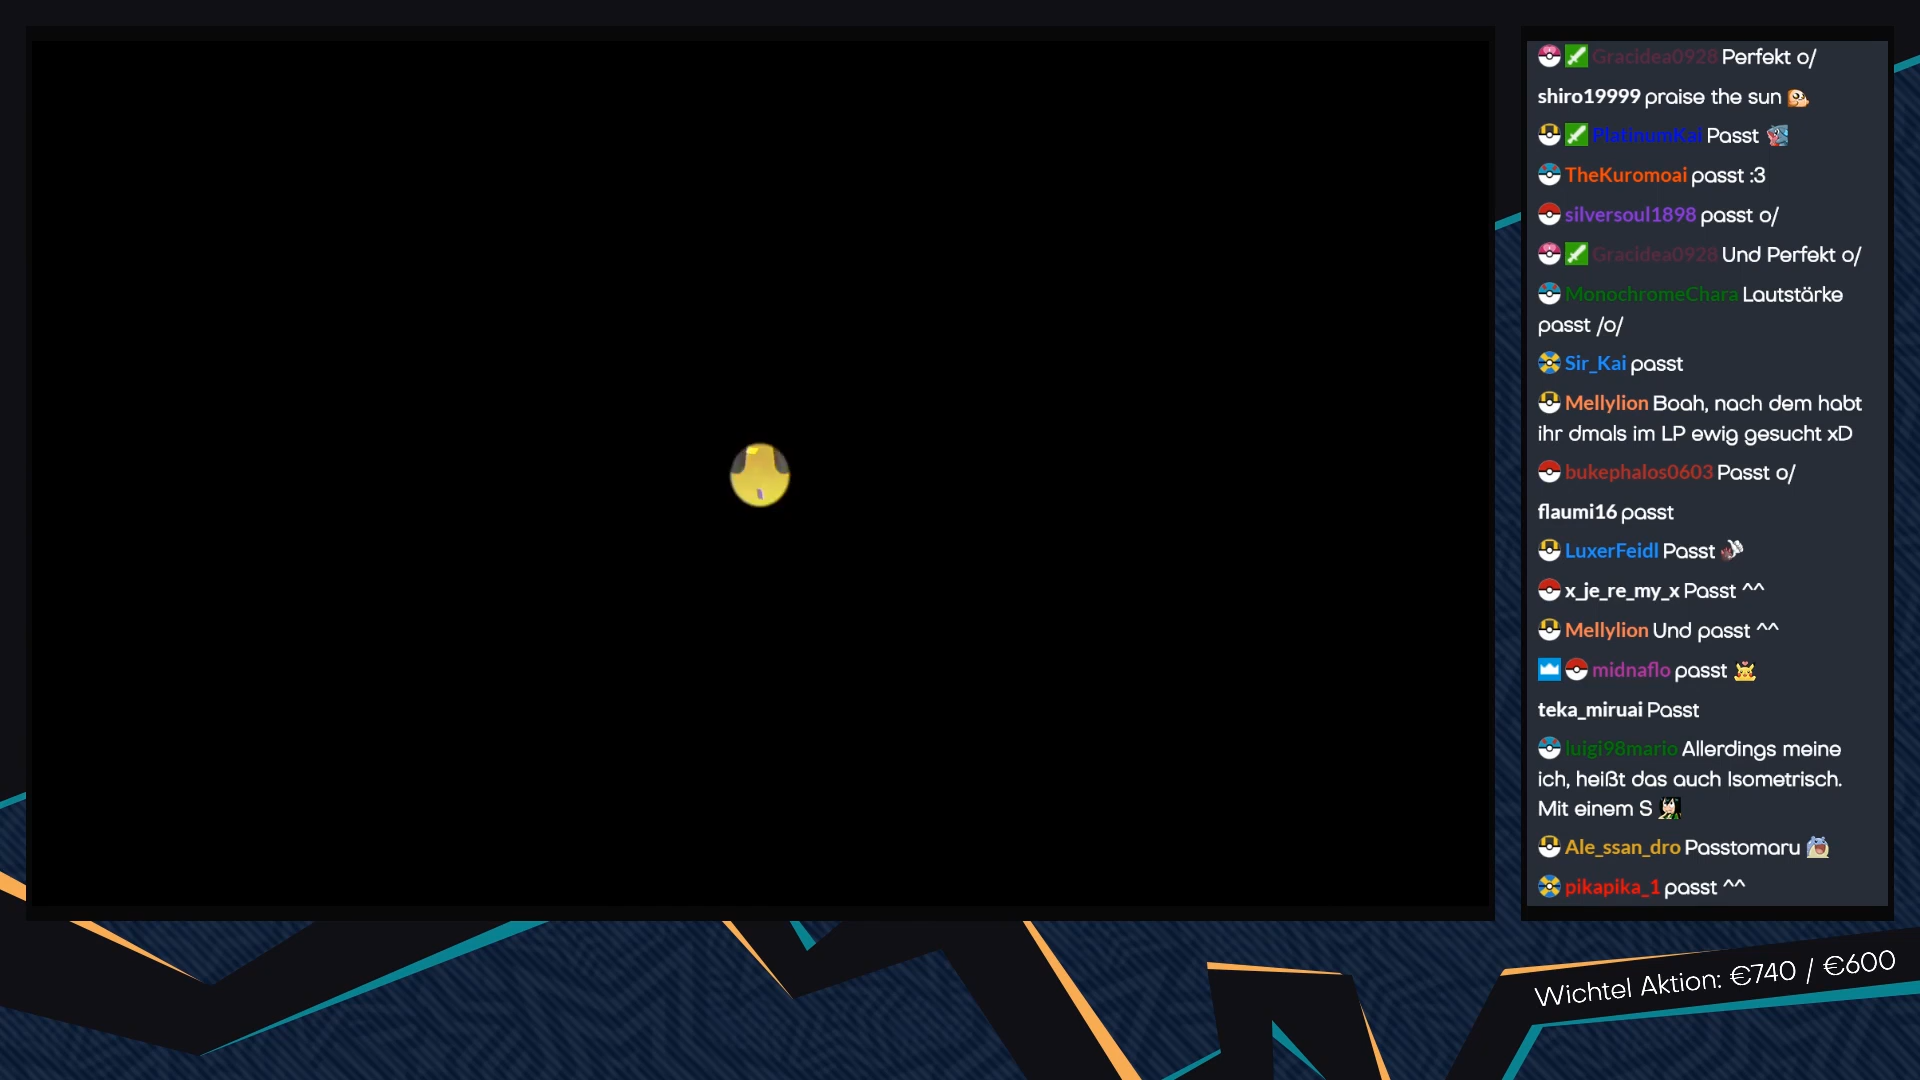 Gracidea0928 Perfekt o/
shiro19999 praise the sun
PlatinumKai Passt
TheKuromoai passt :3
silversoul1898 passt o/
Gracidea0928 Und Perfekt o/
MonochromeChara Lautstärke
passt /o/
Sir_Kai passt
Mellylion Boah, nach dem habt
ihr dmals im LP ewig gesucht xD
bukephalos0603 Passt o/
flaumi16 passt
LuxerFeidl Passt
x_je_re_my_x Passt ^^
Mellylion Und passt ^^
midnaflo passt
teka_miruai Passt
luigi98mario Allerdings meine
ich, heißt das auch Isometrisch.
Mit einem S
Ale_ssan_dro Passtomaru
pikapika_1 passt ^^
Wichtel Aktion: €740 / €600